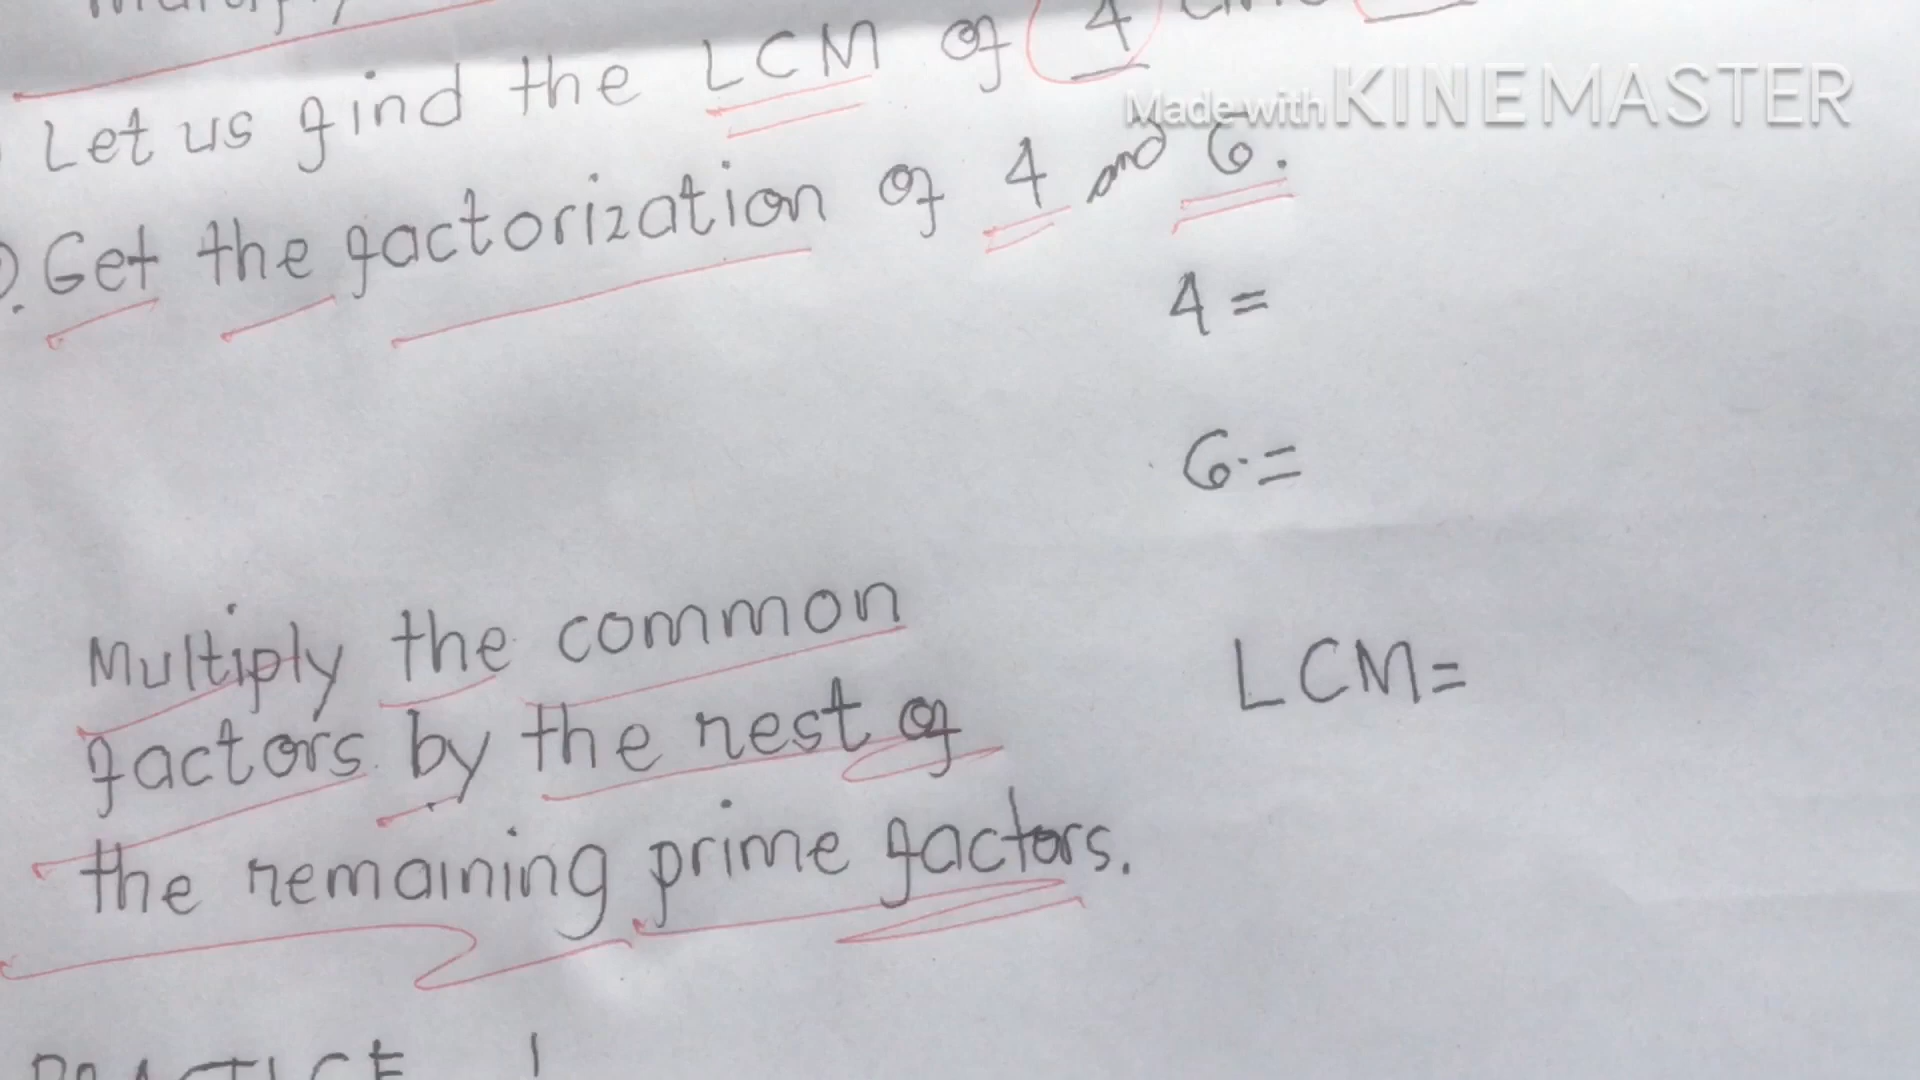 Let us find the LCM of 4
Made with KINEMASTER
Get the factorization of 4 and 6.
4 =
6 =
Multiply the common
factors by the rest of
the remaining prime factors.
LCM =